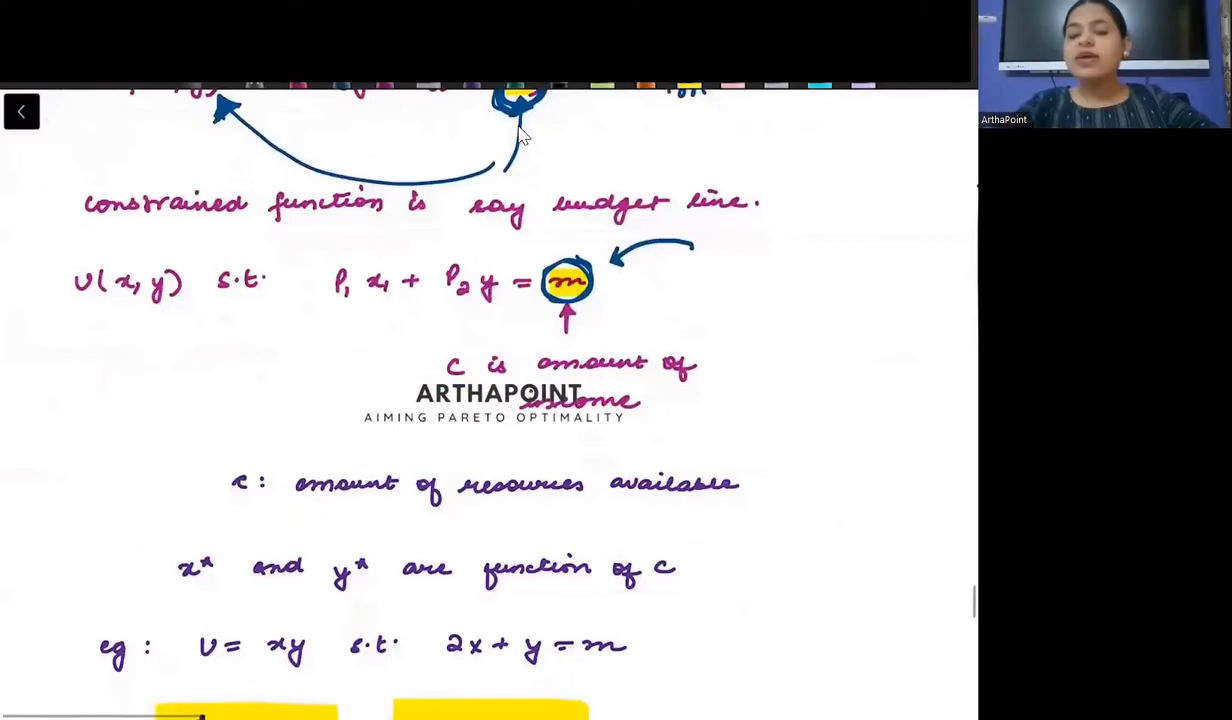 constrained function is say budget line.
U(x, y) s.t. P₁ x₁ + P₂ y = m
c is amount of
income
ARTHAPOINT
AIMING PARETO OPTIMALITY
c: amount of resources available
x* and y* are function of c
eg: U = xy s.t. 2x + y = m
ArthaPoint